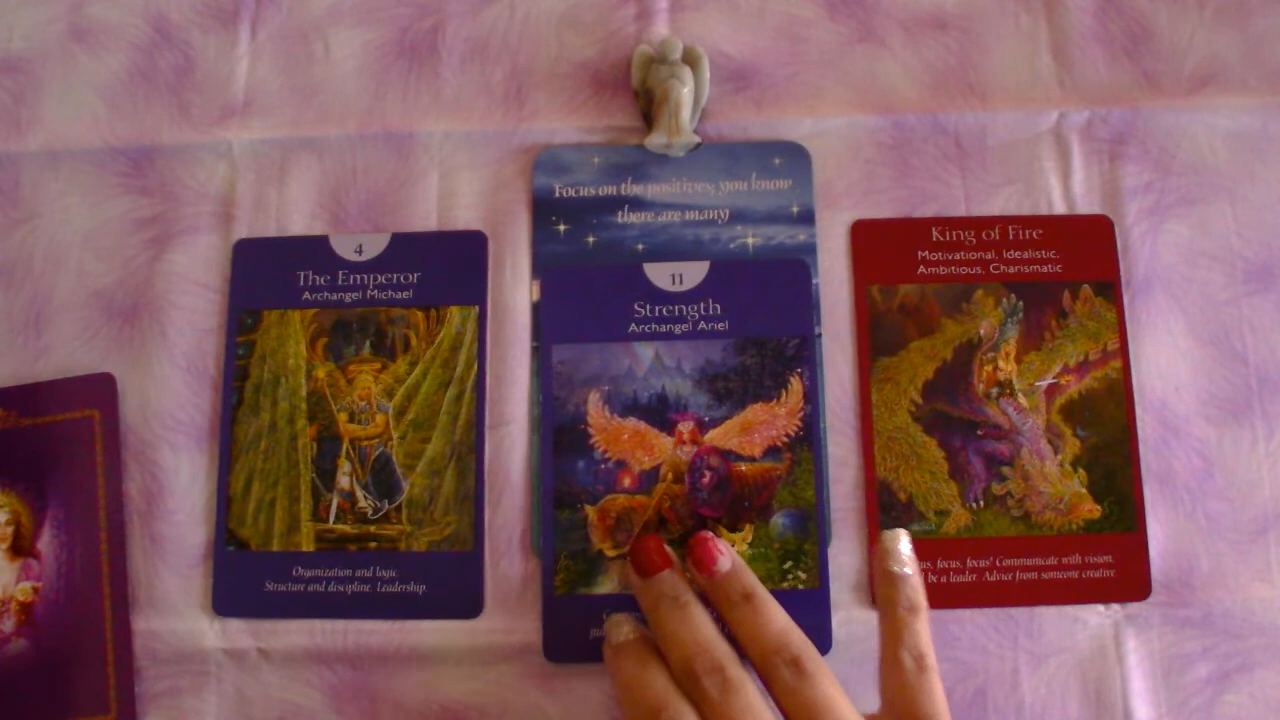 Focus on the positives; you know
there are many
4
The Emperor
Archangel Michael
Organization and logic.
Structure and discipline. Leadership.
11
Strength
Archangel Ariel
King of Fire
Motivational, Idealistic,
Ambitious, Charismatic
focus, focus! Communicate with vision.
be a leader. Advice from someone creative.